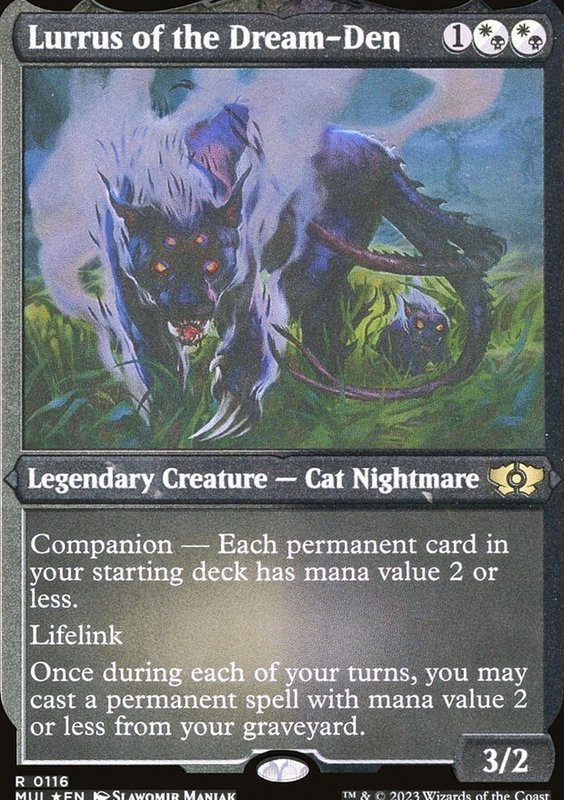 Lurrus of the Dream-Den 1
Legendary Creature — Cat Nightmare
Companion — Each permanent card in
your starting deck has mana value 2 or
less.
Lifelink
Once during each of your turns, you may
cast a permanent spell with mana value 2
or less from your graveyard.
3/2
R 0116
MUL ★ EN Slawomir Maniak ™ & © 2023 Wizards of the Coast